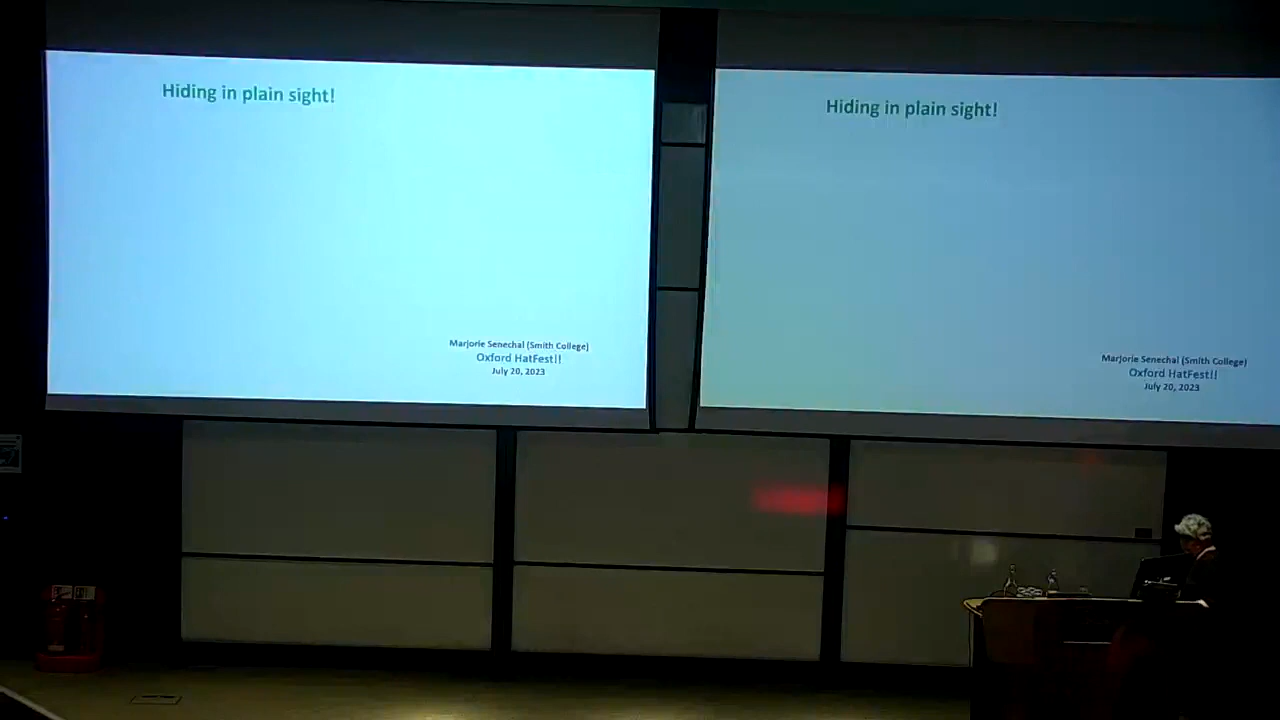 Hiding in plain sight!
Marjorie Senechal (Smith College)
Oxford HatFest!!
July 20, 2023
Hiding in plain sight!
Marjorie Senechal (Smith College)
Oxford HatFest!!
July 20, 2023